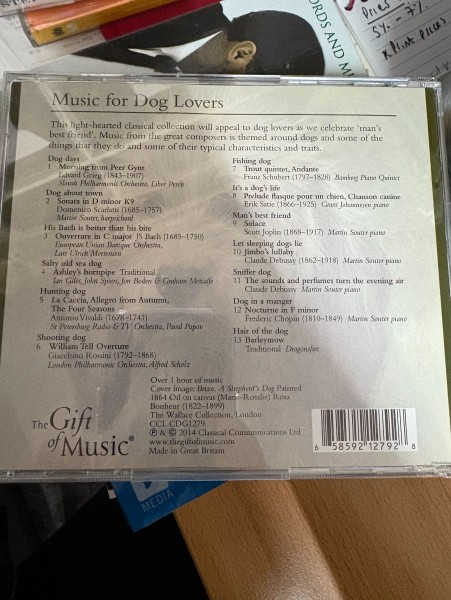 ORDS AND M
Prices
5% - 7%
Music for Dog Lovers
This light-hearted classical collection will appeal to dog lovers as we celebrate 'man's
best friend'. Music from the great composers is themed around dogs and some of the
things that they do and some of their typical characteristics and traits.
Dog days
1 Morning from Peer Gynt
Edvard Grieg (1843-1907)
Slovak Philharmonic Orchestra, Libor Pesek
Dog about town
2 Sonata in D minor K9
Domenico Scarlatti (1685-1757)
Martin Souter, harpsichord
His Bach is better than his bite
3 Ouverture in C major JS Bach (1685-1750)
European Union Baroque Orchestra,
Lars Ulrik Mortensen
Salty old sea dog
4 Ashley's hornpipe Traditional
Ian Giles, John Spiers, Jon Boden & Graham Metcalfe
Hunting dog
5 La Caccia, Allegro from Autumn,
The Four Seasons
Antonio Vivaldi (1678-1741)
St Petersburg Radio & TV Orchestra, Pavel Popov
Shooting dog
6 William Tell Overture
Giacchino Rossini (1792-1868)
London Philharmonic Orchestra, Alfred Scholz
Fishing dog
7 Trout quintet, Andante
Franz Schubert (1797-1828) Bamberg Piano Quintet
It's a dog's life
8 Prelude flasque pour un chien, Chanson canine
Erik Satie (1866-1925) Grant Johannesen piano
Man's best friend
9 Solace
Scott Joplin (1868-1917) Martin Souter piano
Let sleeping dogs lie
10 Jimbo's lullaby
Claude Debussy (1862-1918) Martin Souter piano
Sniffer dog
11 The sounds and perfumes turn the evening air
Claude Debussy Martin Souter piano
Dog in a manger
12 Nocturne in F minor
Frederic Chopin (1810-1849) Martin Souter piano
Hair of the dog
13 Barleymow
Traditional Dragonsfire
Over 1 hour of music
Cover image: Brizo, A Shepherd's Dog Painted
1864 Oil on canvas (Marie-Rosalie) Rosa
Bonheur (1822-1899)
The Wallace Collection, London
CCL CDG1279
℗ & © 2014 Classical Communications Ltd
www.thegiftofmusic.com
Made in Great Britain
The Gift of Music®
6 58592 12792 8
MEDIA